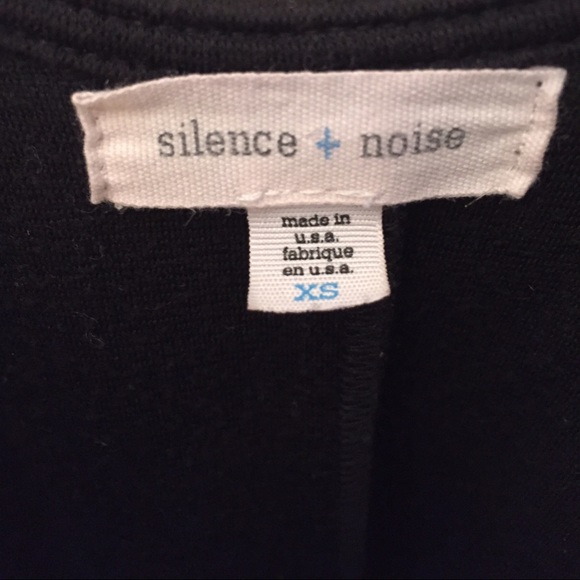 silence + noise
made in
u.s.a.
fabrique
en u.s.a.
XS